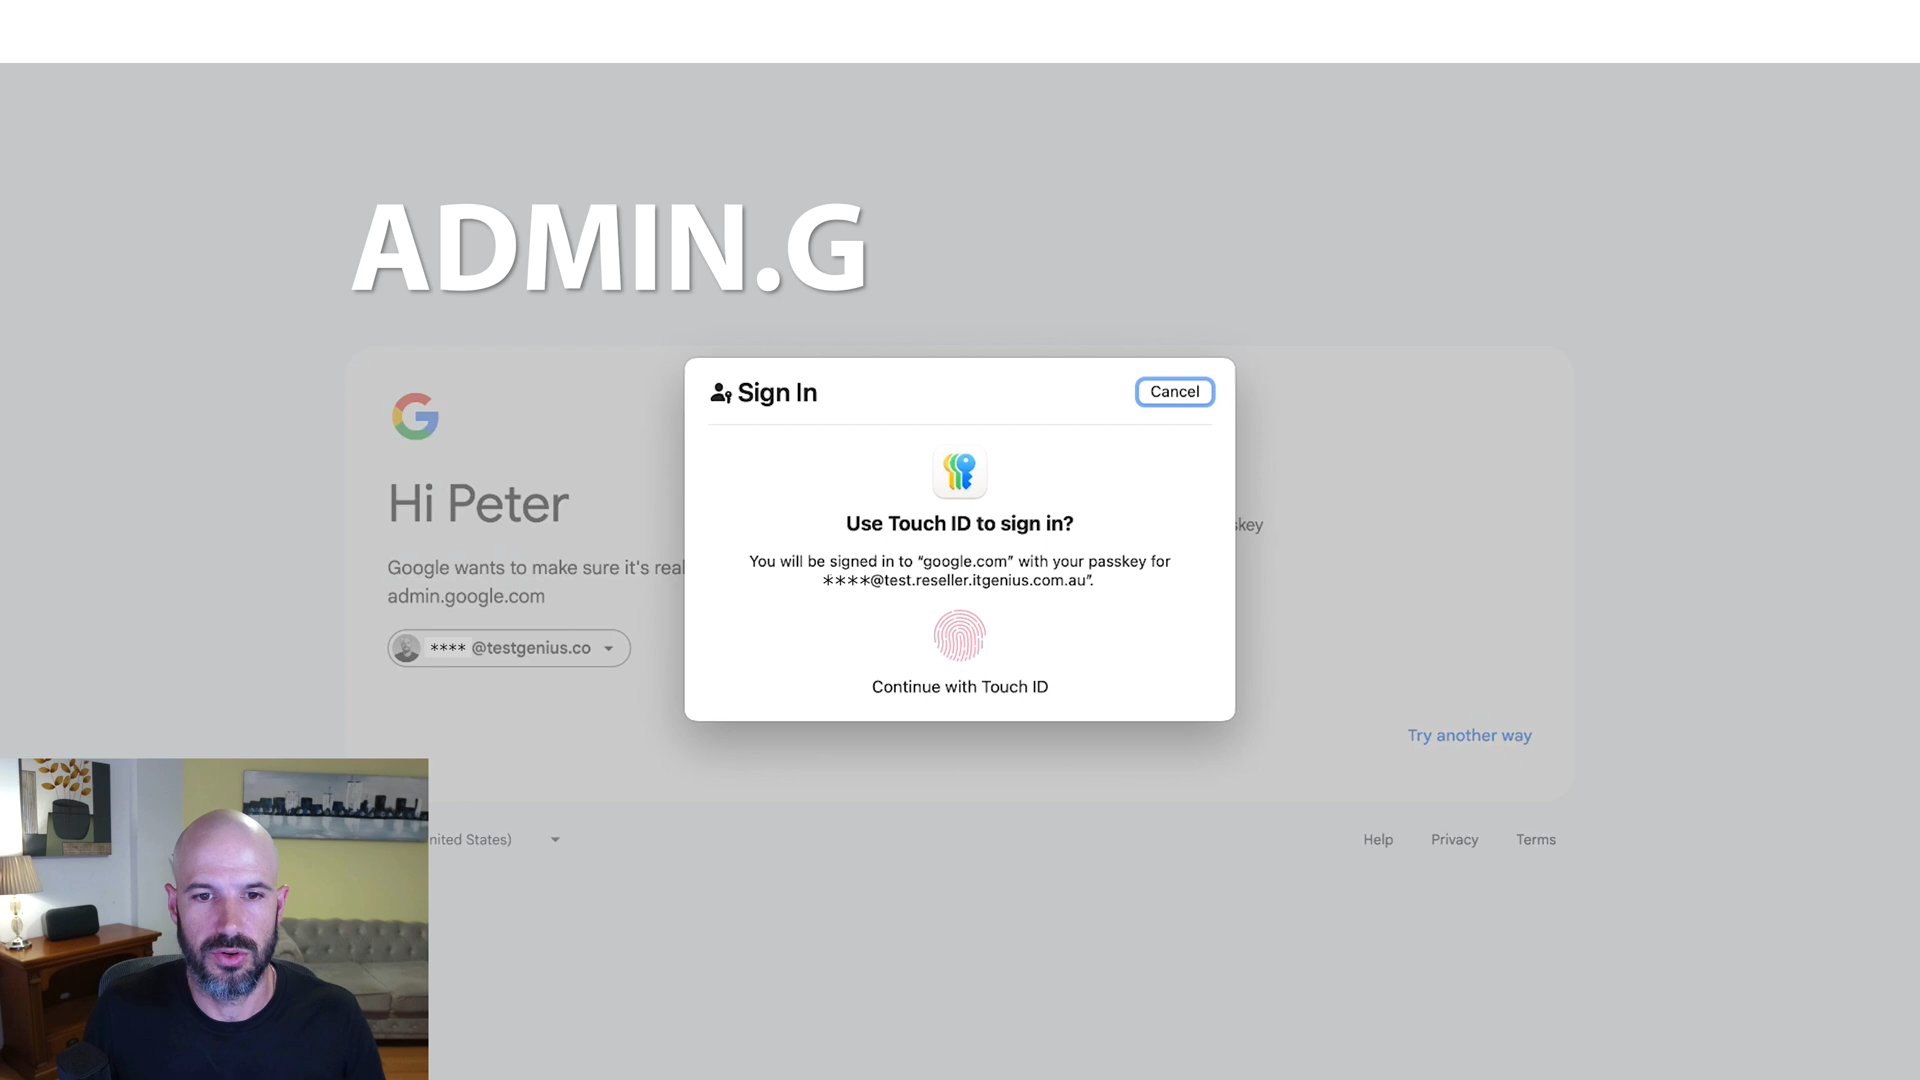 ADMIN.G
Sign In
Cancel
Hi Peter
Google wants to make sure it's real
admin.google.com
**** @testgenius.co
Use Touch ID to sign in?
You will be signed in to “google.com” with your passkey for
****@test.reseller.itgenius.com.au”.
Continue with Touch ID
skey
Try another way
nited States)
Help
Privacy
Terms